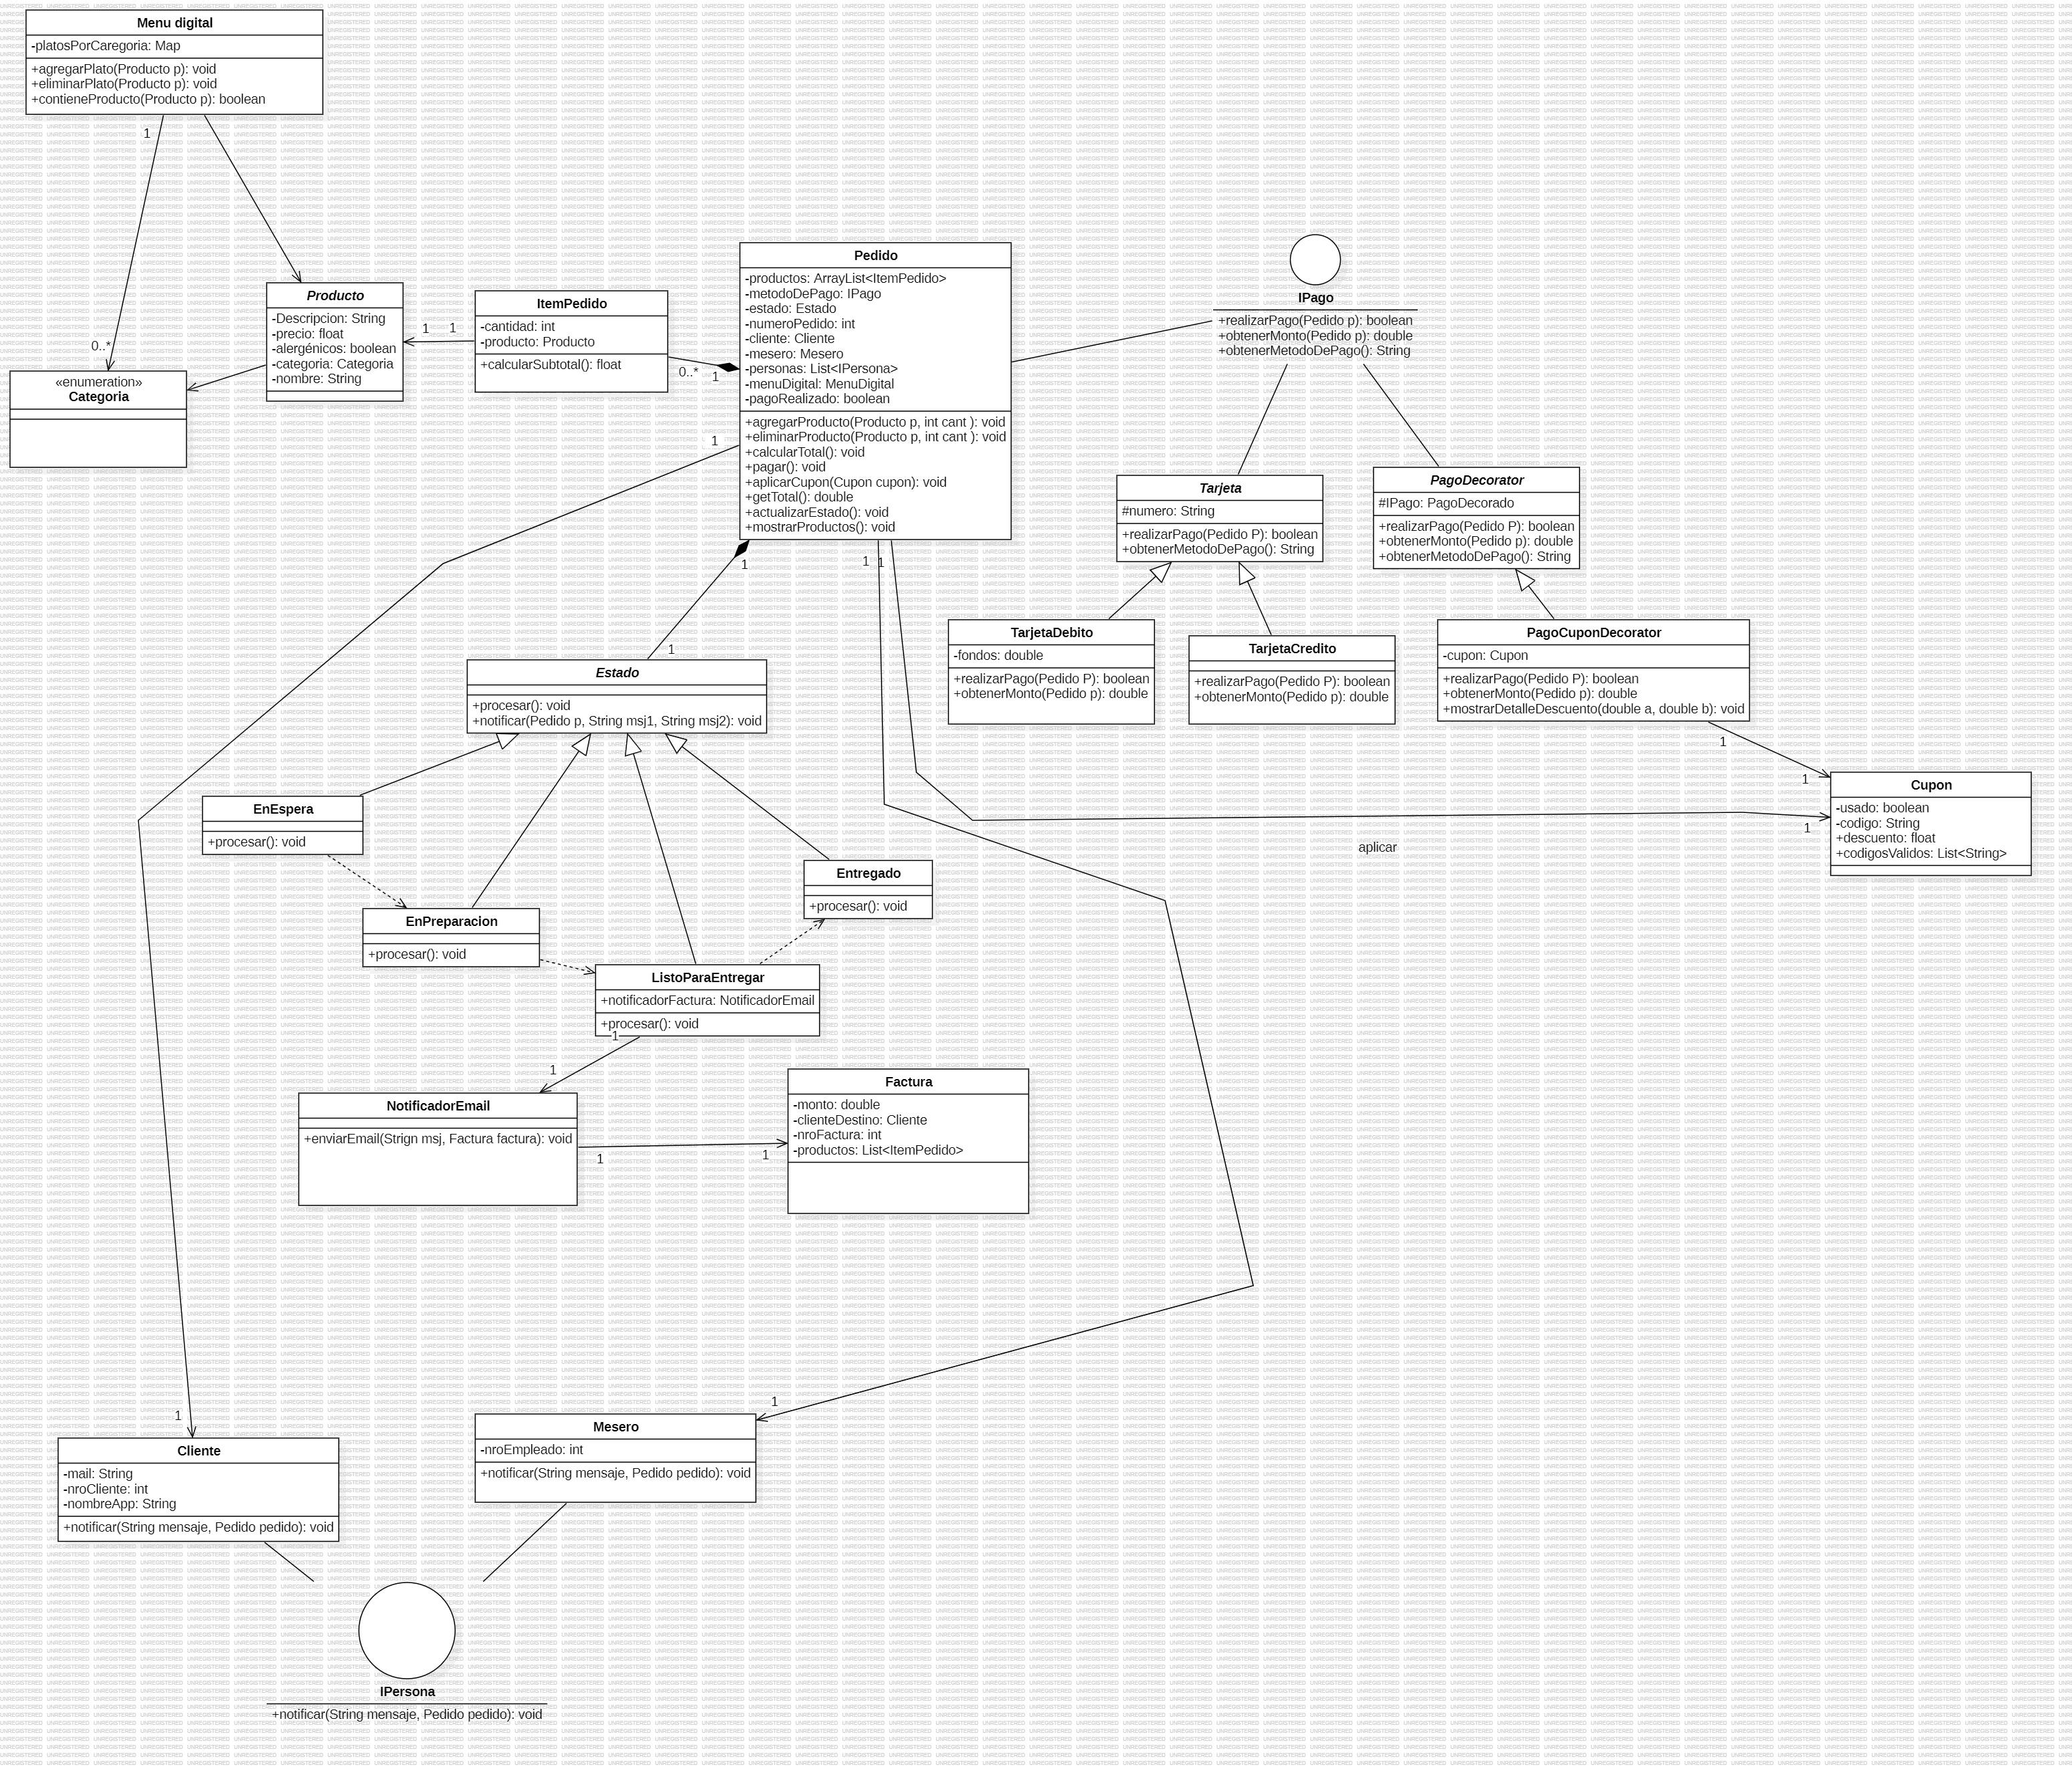 Menu digital
-platosPorCaregoria: Map
+agregarPlato(Producto p): void
+eliminarPlato(Producto p): void
+contieneProducto(Producto p): boolean
1
0..*
«enumeration»
Categoria
Producto
-Descripcion: String
-precio: float
-alergénicos: boolean
-categoria: Categoria
-nombre: String
1
1
ItemPedido
-cantidad: int
-producto: Producto
+calcularSubtotal(): float
0..*
1
Pedido
-productos: ArrayList<ItemPedido>
-metodoDePago: IPago
-estado: Estado
-numeroPedido: int
-cliente: Cliente
-mesero: Mesero
-personas: List<IPersona>
-menuDigital: MenuDigital
-pagoRealizado: boolean
+agregarProducto(Producto p, int cant ): void
+eliminarProducto(Producto p, int cant ): void
+calcularTotal(): void
+pagar(): void
+aplicarCupon(Cupon cupon): void
+getTotal(): double
+actualizarEstado(): void
+mostrarProductos(): void
1
1
1
1
IPago
+realizarPago(Pedido p): boolean
+obtenerMonto(Pedido p): double
+obtenerMetodoDePago(): String
Tarjeta
#numero: String
+realizarPago(Pedido P): boolean
+obtenerMetodoDePago(): String
PagoDecorator
#IPago: PagoDecorado
+realizarPago(Pedido P): boolean
+obtenerMonto(Pedido p): double
+obtenerMetodoDePago(): String
TarjetaDebito
-fondos: double
+realizarPago(Pedido P): boolean
+obtenerMonto(Pedido p): double
TarjetaCredito
+realizarPago(Pedido P): boolean
+obtenerMonto(Pedido p): double
PagoCuponDecorator
-cupon: Cupon
+realizarPago(Pedido P): boolean
+obtenerMonto(Pedido p): double
+mostrarDetalleDescuento(double a, double b): void
1
1
1
Cupon
-usado: boolean
-codigo: String
+descuento: float
+codigosValidos: List<String>
aplicar
1
Estado
+procesar(): void
+notificar(Pedido p, String msj1, String msj2): void
EnEspera
+procesar(): void
EnPreparacion
+procesar(): void
Entregado
+procesar(): void
ListoParaEntregar
+notificadorFactura: NotificadorEmail
+procesar(): void
1
1
NotificadorEmail
+enviarEmail(Strign msj, Factura factura): void
1
1
Factura
-monto: double
-clienteDestino: Cliente
-nroFactura: int
-productos: List<ItemPedido>
1
Cliente
-mail: String
-nroCliente: int
-nombreApp: String
+notificar(String mensaje, Pedido pedido): void
1
Mesero
-nroEmpleado: int
+notificar(String mensaje, Pedido pedido): void
IPersona
+notificar(String mensaje, Pedido pedido): void